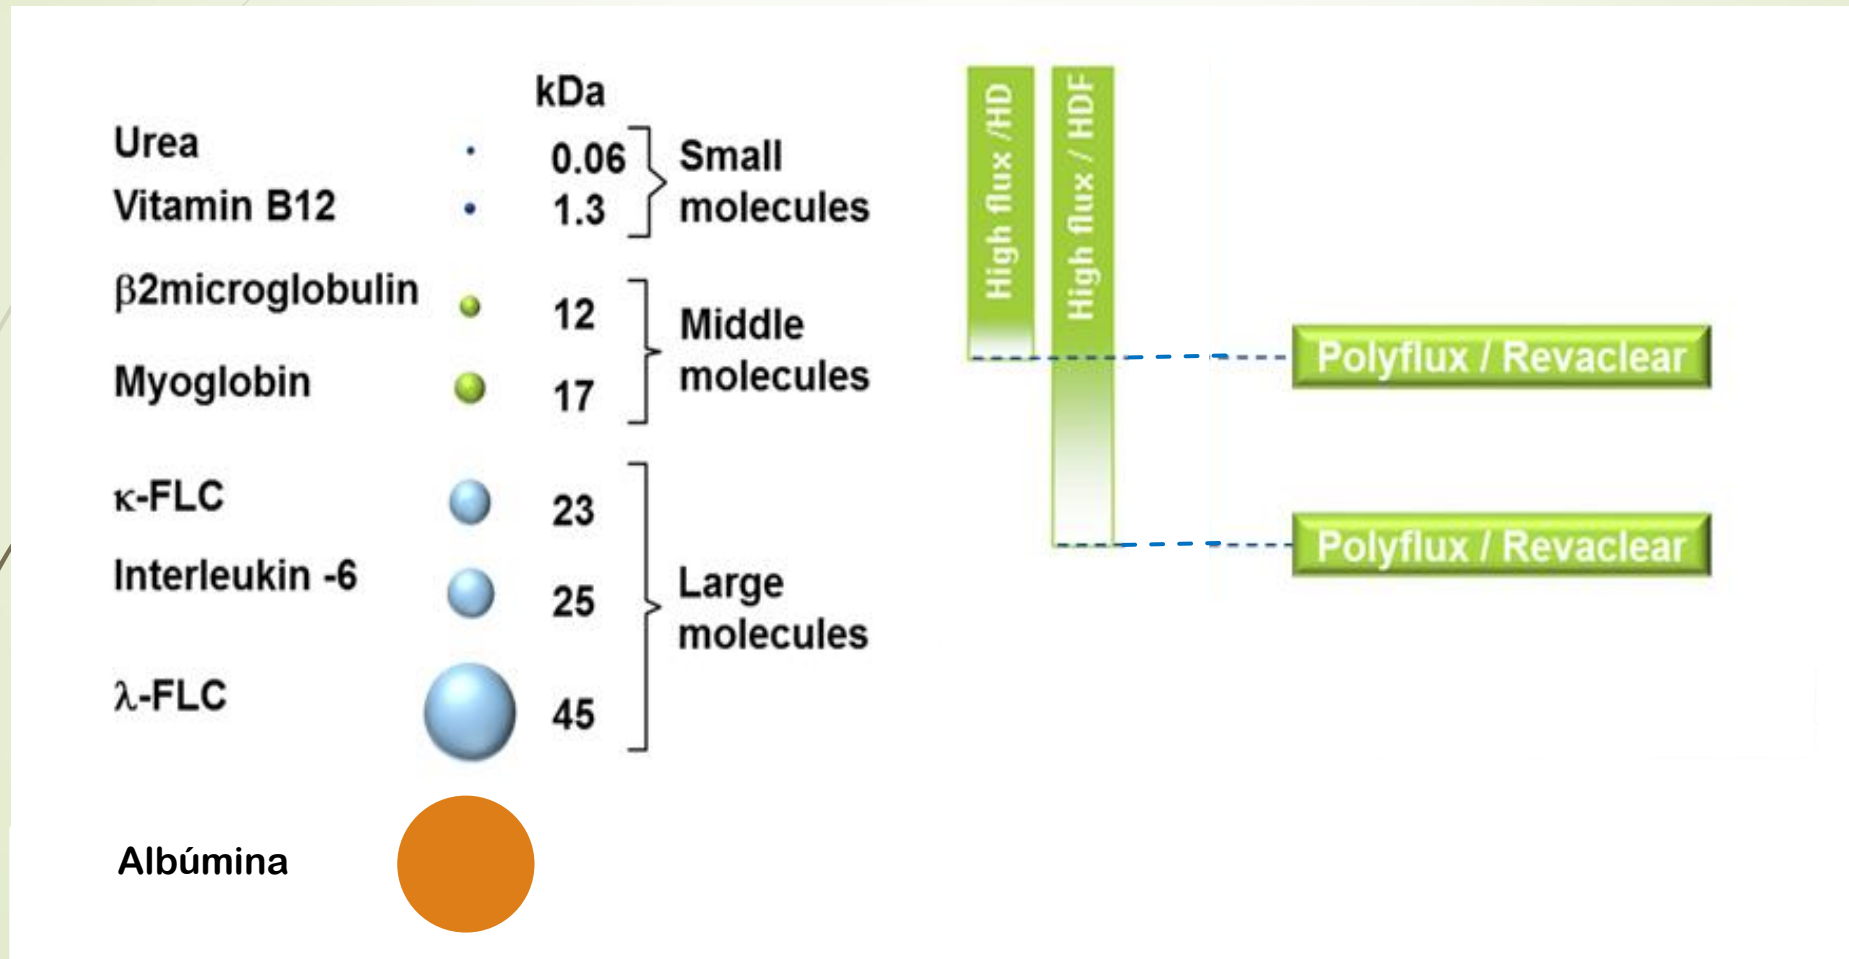 kDa
Urea
0.06
Vitamin B12
1.3
Small
molecules
β2microglobulin
12
Myoglobin
17
Middle
molecules
κ-FLC
23
Interleukin -6
25
λ-FLC
45
Large
molecules
Albúmina
High flux /HD
High flux / HDF
Polyflux / Revaclear
Polyflux / Revaclear